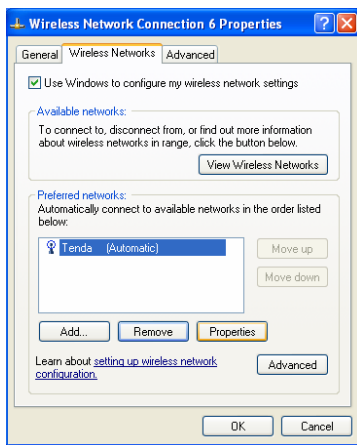 Wireless Network Connection 6 Properties
General Wireless Networks Advanced
Use Windows to configure my wireless network settings
Available networks:
To connect to, disconnect from, or find out more information
about wireless networks in range, click the button below.
View Wireless Networks
Preferred networks:
Automatically connect to available networks in the order listed
below:
Tenda (Automatic)
Move up
Move down
Add... Remove Properties
Learn about setting up wireless network
configuration.
Advanced
OK Cancel